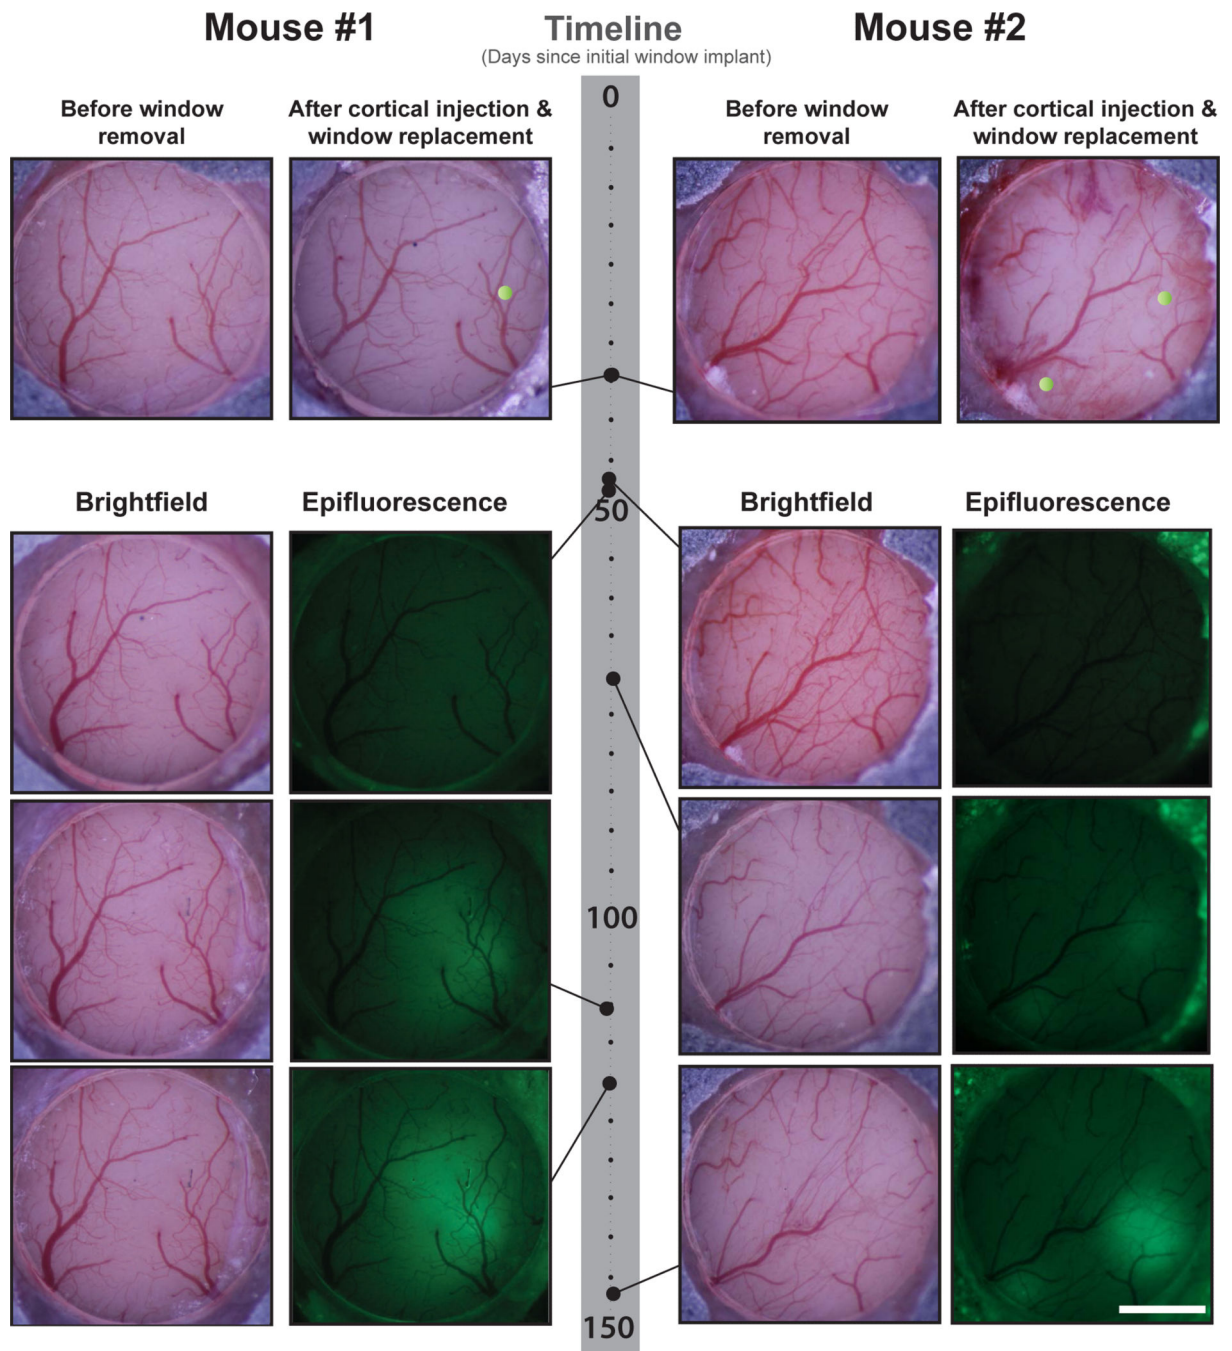 Mouse #1
Timeline
(Days since initial window implant)
Mouse #2
0
Before window
removal
After cortical injection &
window replacement
Before window
removal
After cortical injection &
window replacement
Brightfield
Epifluorescence
50
Brightfield
Epifluorescence
100
150